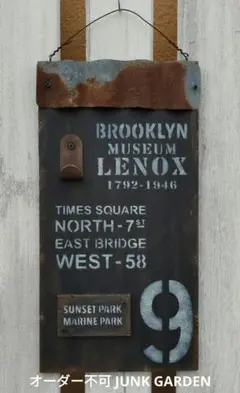 BROOKLYN
MUSEUM
LENOX
1792-1946
TIMES SQUARE
NORTH-7ST
EAST BRIDGE
WEST-58
SUNSET PARK
MARINE PARK
9
オーダー不可 JUNK GARDEN